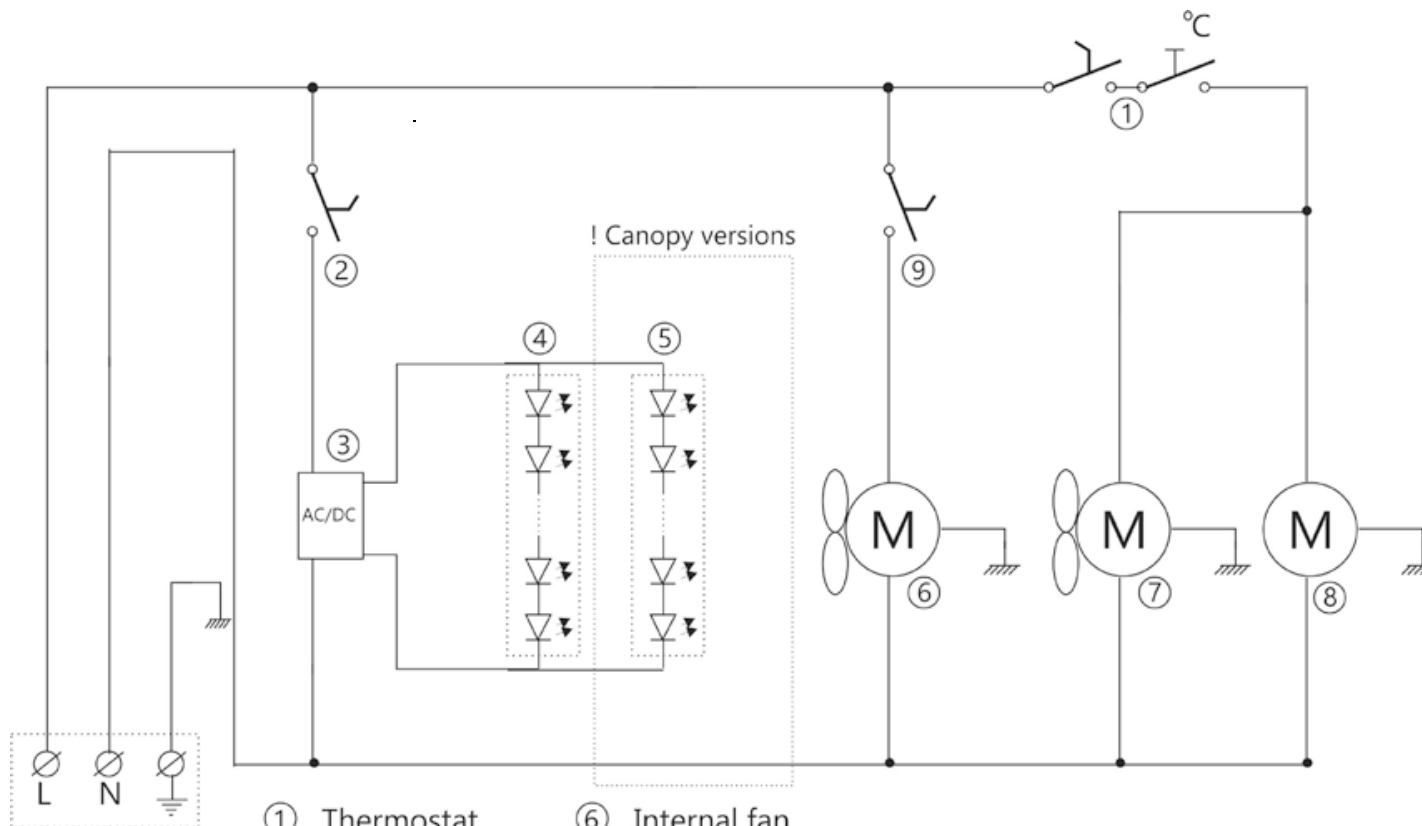 °C
①
! Canopy versions
②
⑨
④ ⑤
③
AC/DC
M M M
⑥ ⑦ ⑧
L N
① Thermostat ⑥ Internal fan